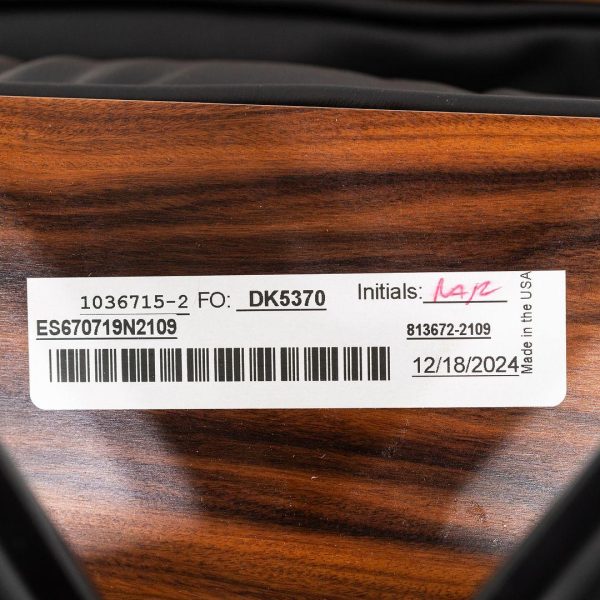 1036715-2 FO: DK5370 Initials:
ES670719N2109 813672-2109
12/18/2024
Made in the USA